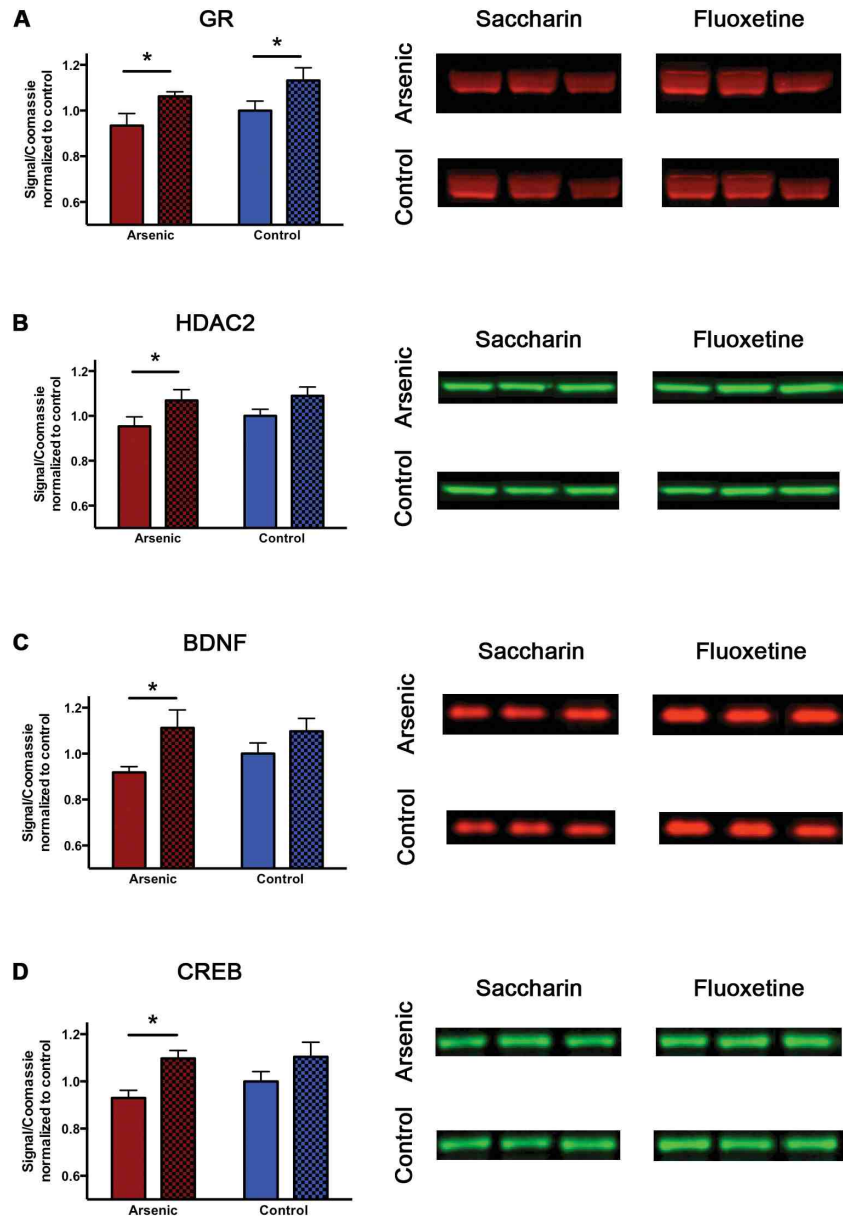 A
GR
Saccharin
Fluoxetine
*
*
Signal/Coomassie
normalized to control
1.2
1.0
0.8
0.6
Arsenic
Control
Arsenic
Control
B
HDAC2
Saccharin
Fluoxetine
*
Signal/Coomassie
normalized to control
1.2
1.0
0.8
0.6
Arsenic
Control
Arsenic
Control
C
BDNF
Saccharin
Fluoxetine
*
Signal/Coomassie
normalized to control
1.2
1.0
0.8
0.6
Arsenic
Control
Arsenic
Control
D
CREB
Saccharin
Fluoxetine
*
Signal/Coomassie
normalized to control
1.2
1.0
0.8
0.6
Arsenic
Control
Arsenic
Control